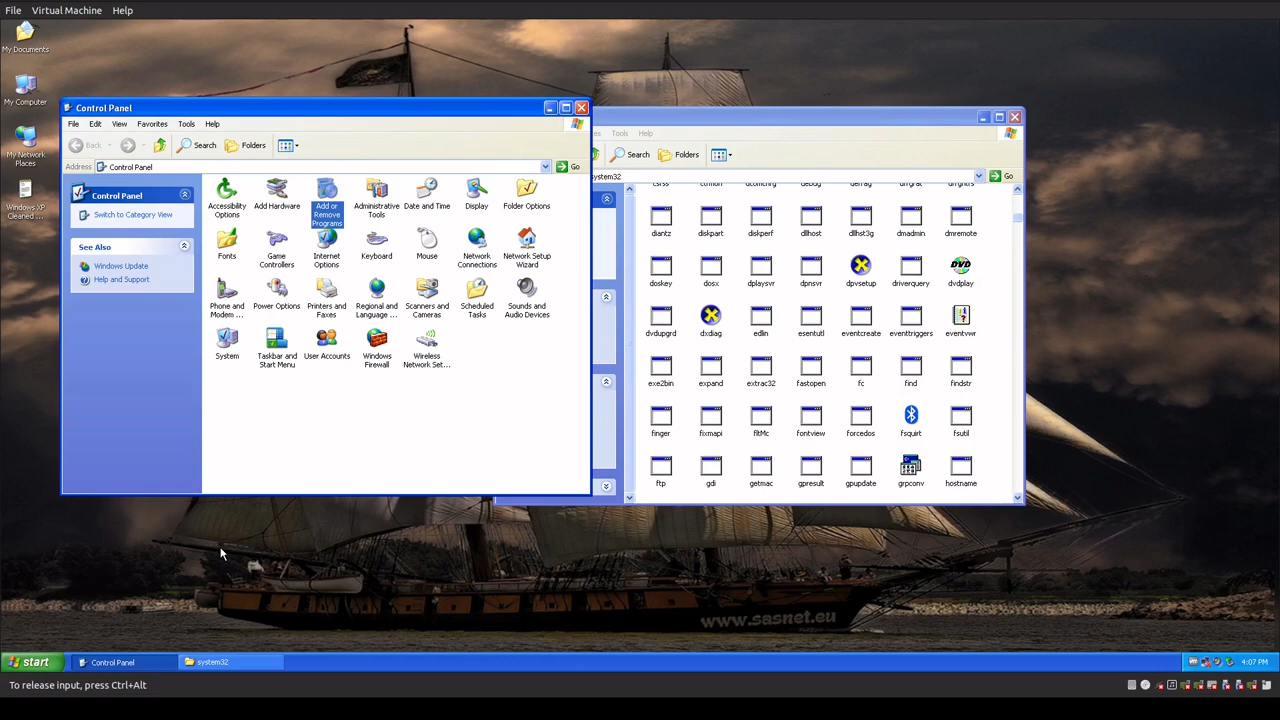 File Virtual Machine Help
My Documents
My Computer
My Network
Places
Windows XP
Cleaned ...
Control Panel
File Edit View Favorites Tools Help
Back Search Folders
Address Control Panel Go
Control Panel
Switch to Category View
See Also
Windows Update
Help and Support
Accessibility
Options
Add Hardware
Add or
Remove
Programs
Administrative
Tools
Date and Time
Display
Folder Options
Fonts
Game
Controllers
Internet
Options
Keyboard
Mouse
Network
Connections
Network Setup
Wizard
Phone and
Modem ...
Power Options
Printers and
Faxes
Regional and
Language ...
Scanners and
Cameras
Scheduled
Tasks
Sounds and
Audio Devices
System
Taskbar and
Start Menu
User Accounts
Windows
Firewall
Wireless
Network Set...
Tools Help
Search Folders
system32 Go
diantz diskpart diskperf dllhost dllhst3g dmadmin dmremote
doskey dosx dplaysvr dpnsvr dpvsetup driverquery dvdplay
DVD
dvdupgrd dxdiag edlin esentutl eventcreate eventtriggers eventvwr
exe2bin expand extrac32 fastopen fc find findstr
finger fixmapi fltMc fontview forcedos fsquirt fsutil
ftp gdi getmac gpresult gpupdate grpconv hostname
www.sasnet.eu
start Control Panel system32 4:07 PM
To release input, press Ctrl+Alt